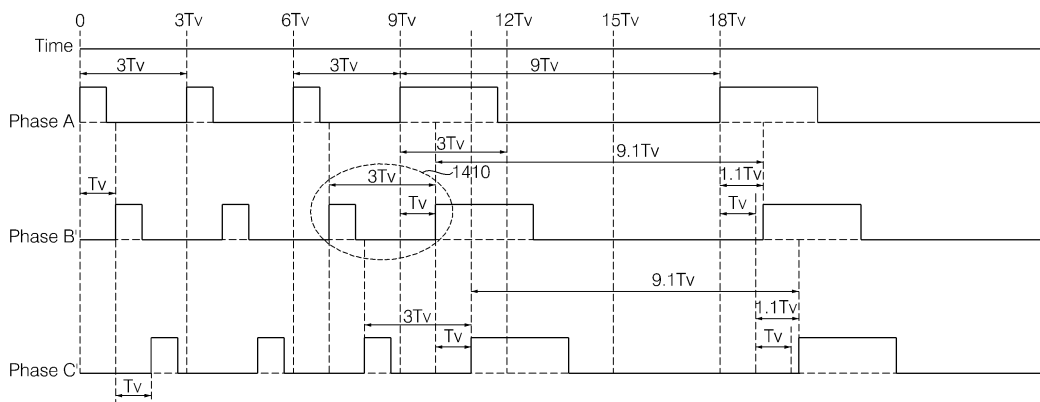 0 3Tv 6Tv 9Tv 12Tv 15Tv 18Tv
Time
3Tv 3Tv 9Tv
Phase A
3Tv
9.1Tv
1410
3Tv
Tv Tv 1.1Tv
Tv
Phase B
9.1Tv
3Tv 1.1Tv
Tv Tv
Phase C
Tv